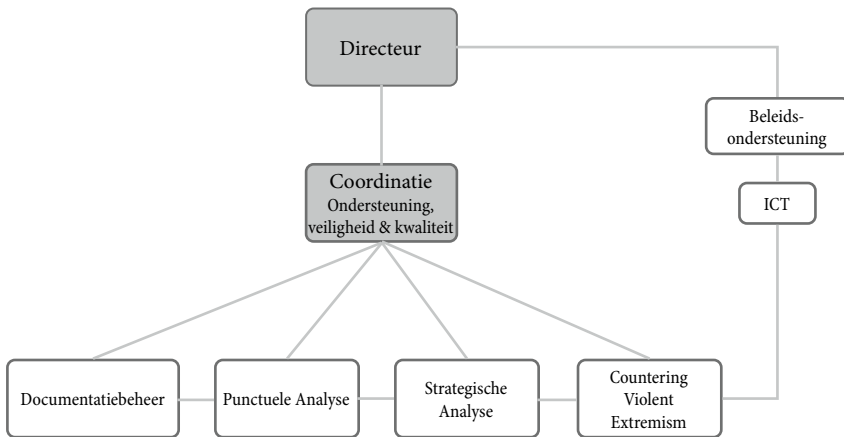 Directeur
Beleids-
ondersteuning
Coordinatie
Ondersteuning,
veiligheid & kwaliteit
ICT
Documentatiebeheer
Punctuele Analyse
Strategische
Analyse
Countering
Violent
Extremism